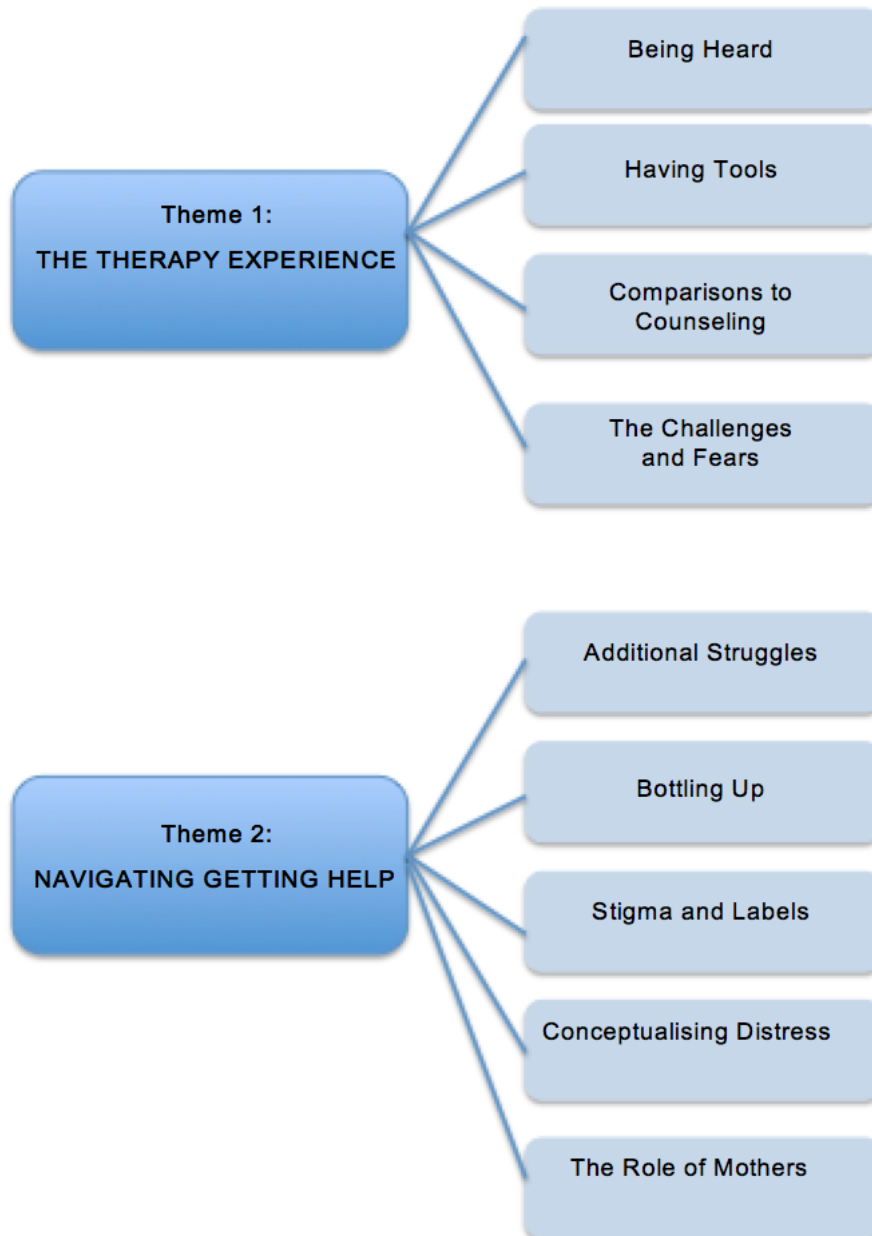 Being Heard
Having Tools
Theme 1:
THE THERAPY EXPERIENCE
Comparisons to
Counseling
The Challenges
and Fears
Additional Struggles
Bottling Up
Theme 2:
NAVIGATING GETTING HELP
Stigma and Labels
Conceptualising Distress
The Role of Mothers